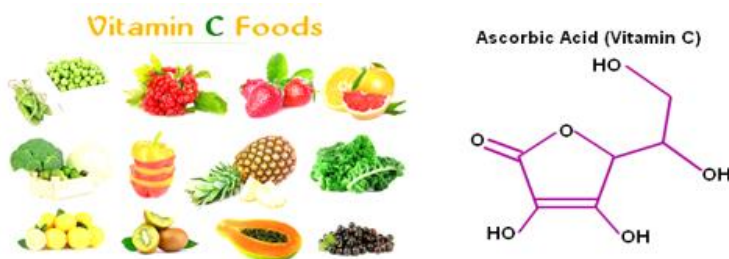 Vitamin C Foods
Ascorbic Acid (Vitamin C)
HO
O
O
OH
HO
OH